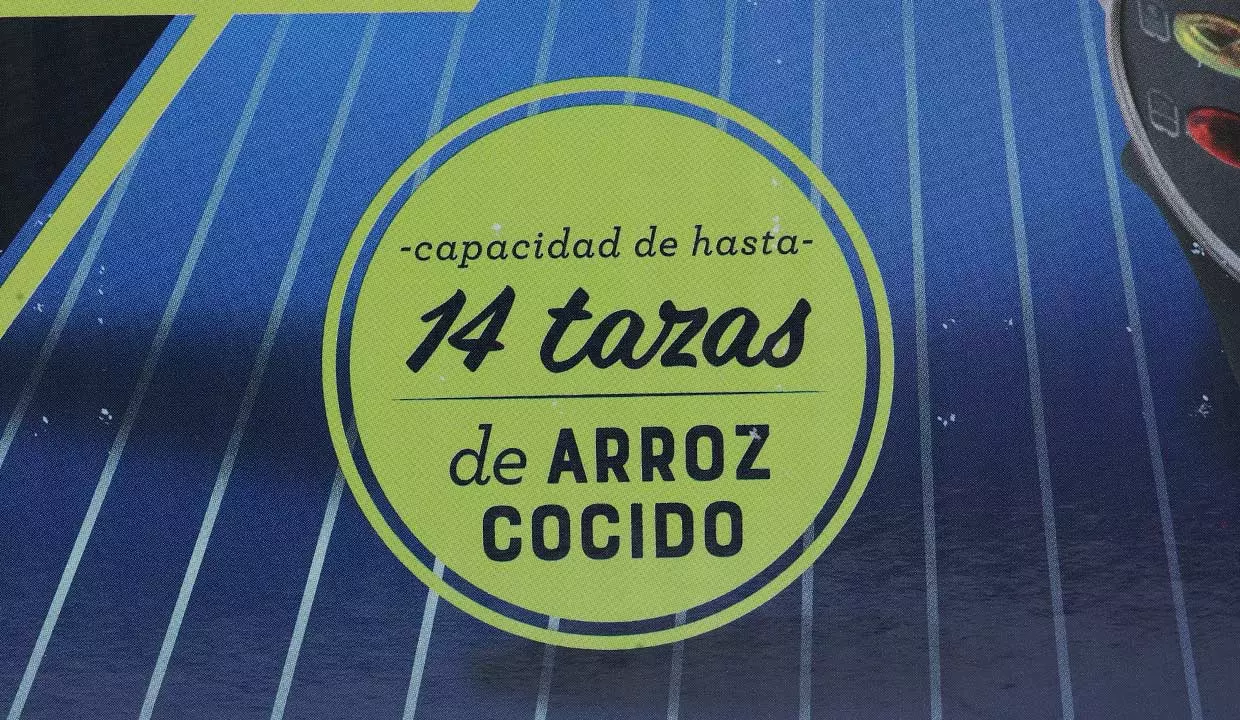 -capacidad de hasta-
14 tazas
de ARROZ
COCIDO